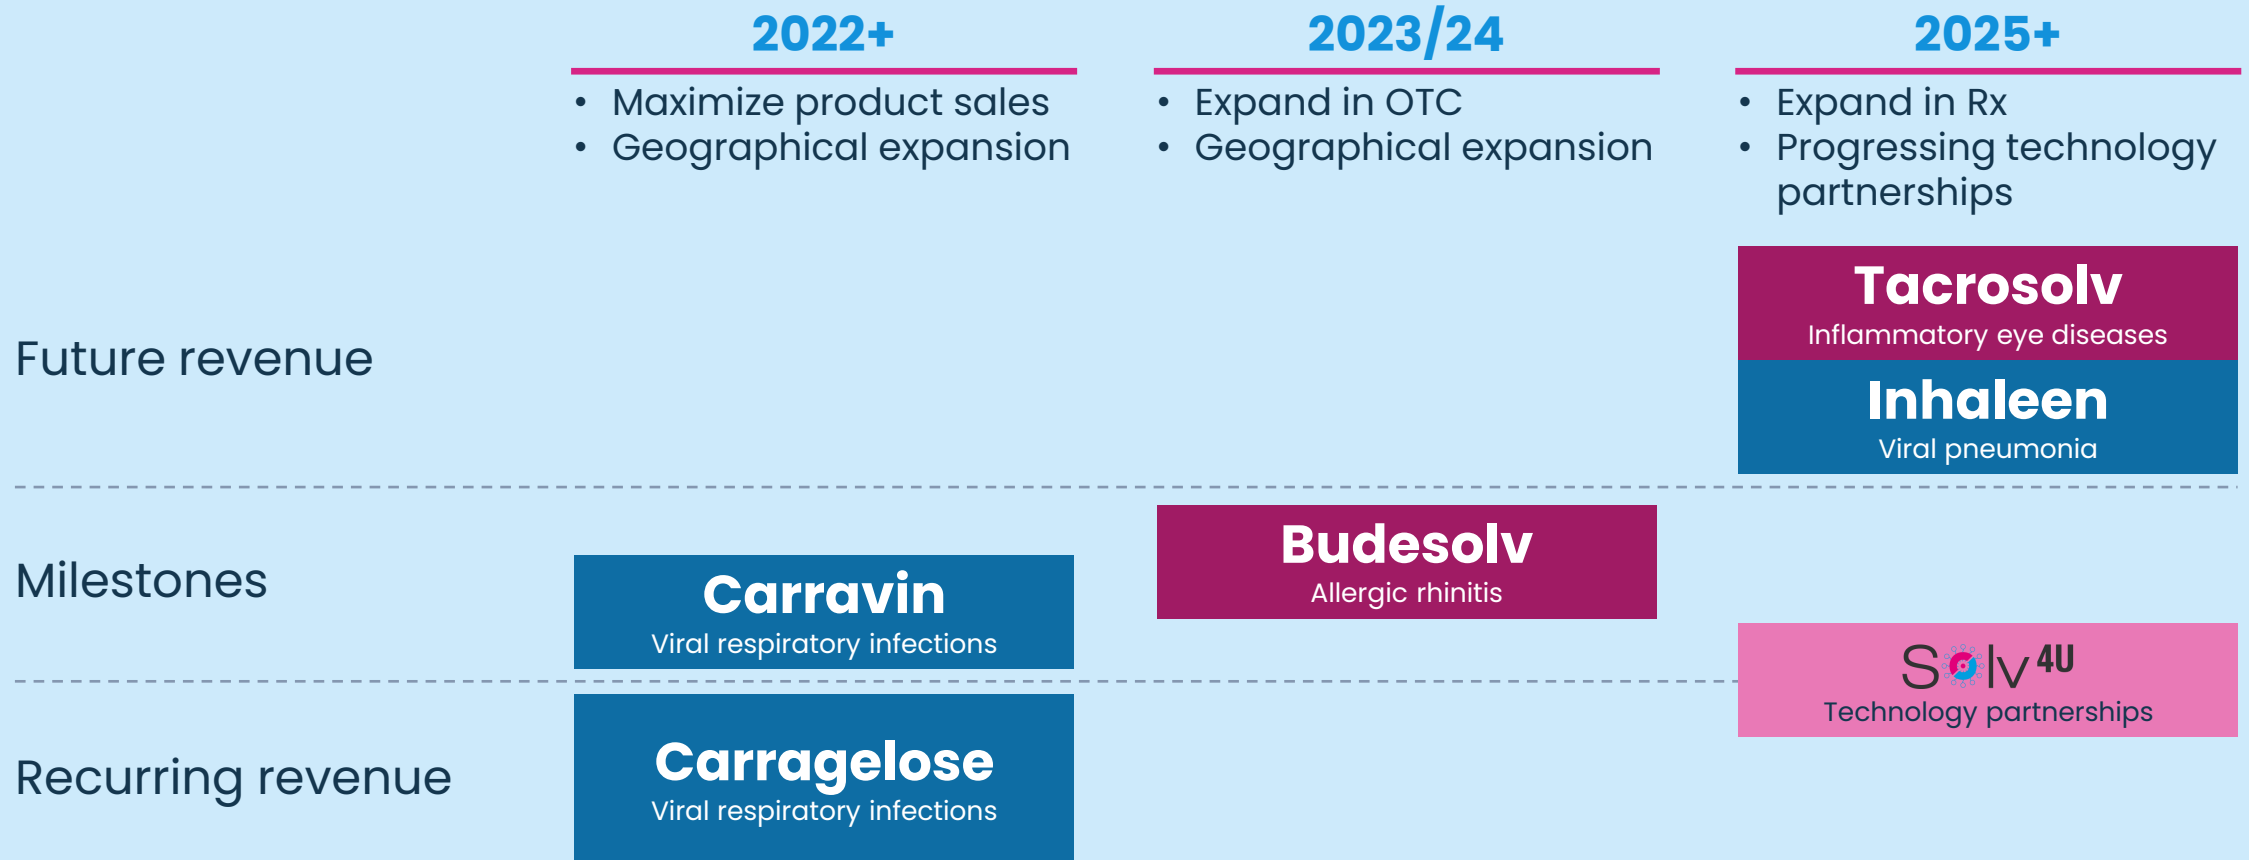 2022+
• Maximize product sales
• Geographical expansion
2023/24
• Expand in OTC
• Geographical expansion
2025+
• Expand in Rx
• Progressing technology
partnerships
Future revenue
Tacrosolv
Inflammatory eye diseases
Inhaleen
Viral pneumonia
Milestones
Carravin
Viral respiratory infections
Budesolv
Allergic rhinitis
Solv 4U
Technology partnerships
Recurring revenue
Carragelose
Viral respiratory infections